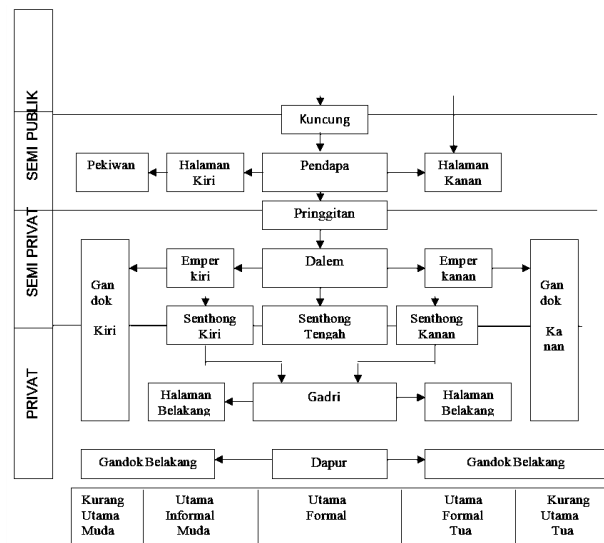 SEMI PUBLIK
SEMI PRIVAT
PRIVAT
Kuncung
Pekiwan
Halaman
Kiri
Pendapa
Halaman
Kanan
Pringgitan
Gan
dok
Kiri
Emper
kiri
Dalem
Emper
kanan
Gan
dok
Ka
nan
Senthong
Kiri
Senthong
Tengah
Senthong
Kanan
Halaman
Belakang
Gadri
Halaman
Belakang
Gandok Belakang
Dapur
Gandok Belakang
Kurang
Utama
Muda
Utama
Informal
Muda
Utama
Formal
Utama
Formal
Tua
Kurang
Utama
Tua